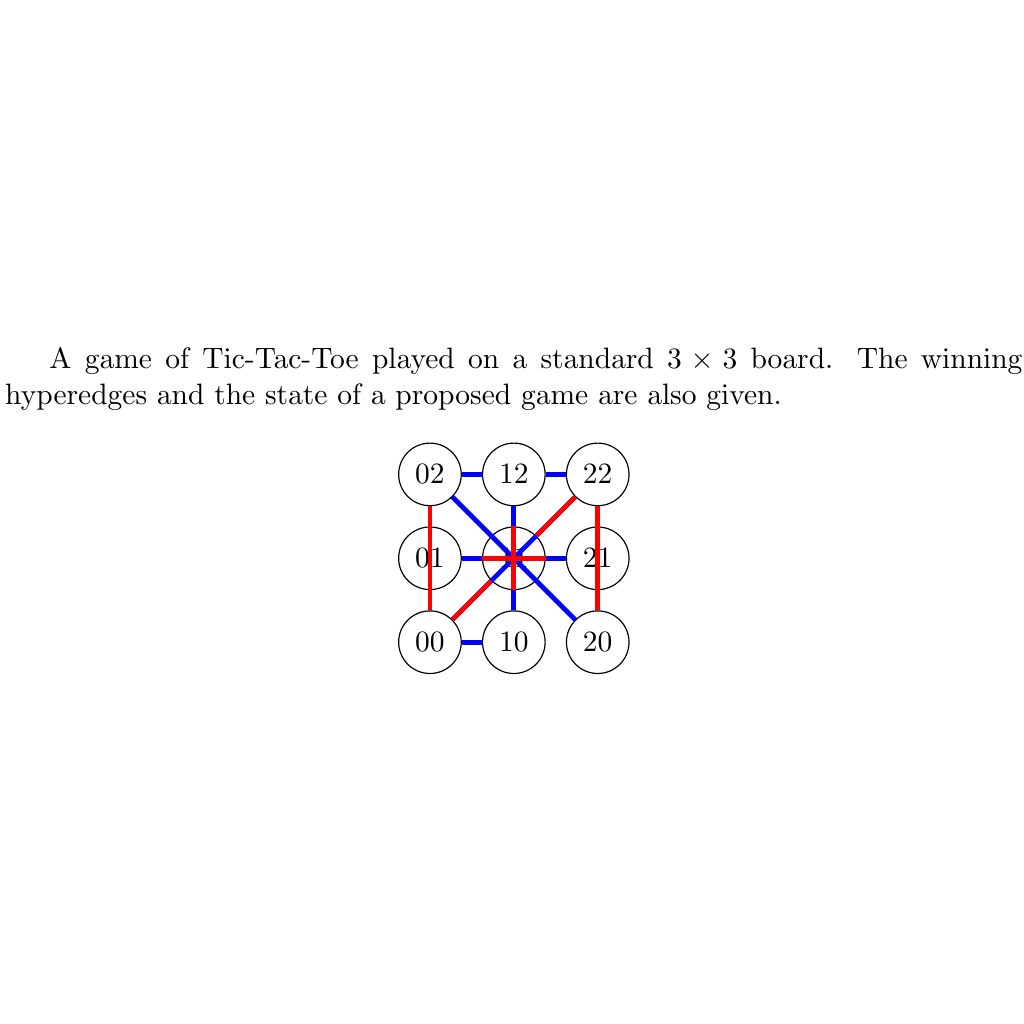 A game of Tic-Tac-Toe played on a standard 3 × 3 board. The winning
hyperedges and the state of a proposed game are also given.
02 12 22
01 21
00 10 20